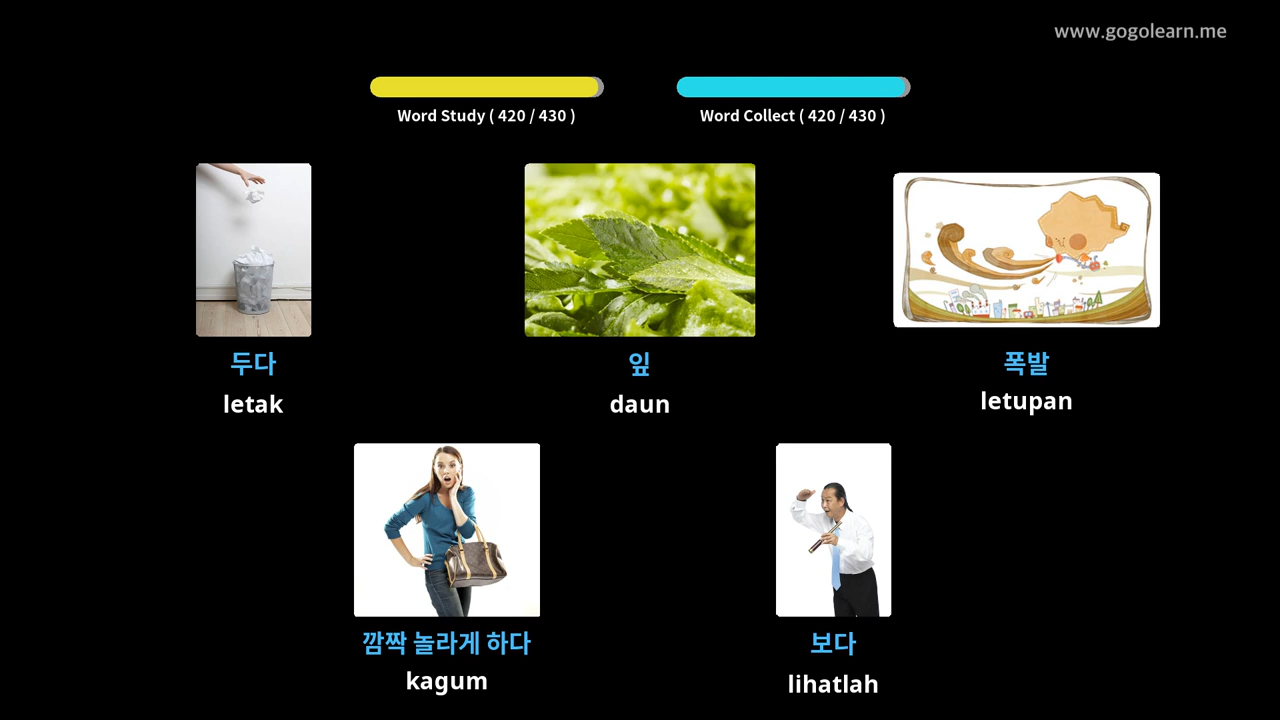 www.gogolearn.me
Word Study ( 420 / 430 )
Word Collect ( 420 / 430 )
두다
letak
잎
daun
폭발
letupan
깜짝 놀라게 하다
kagum
보다
lihatlah